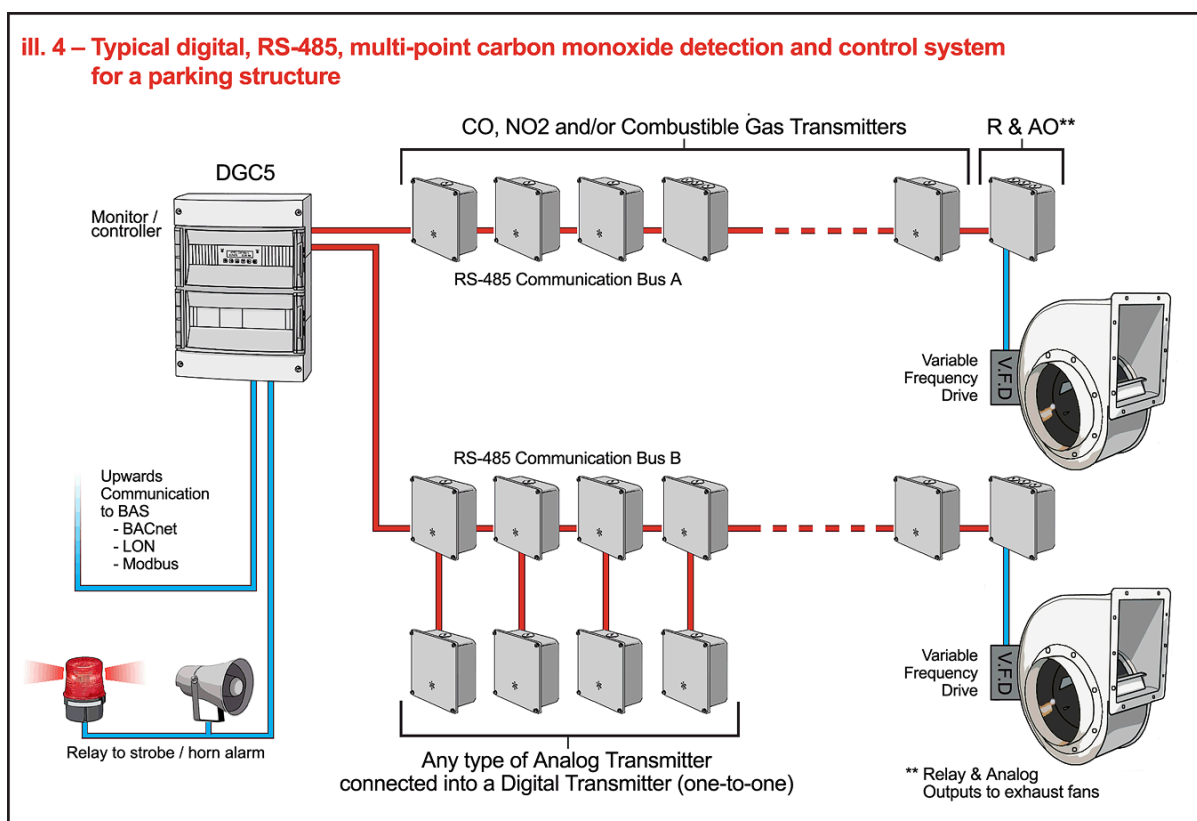 ill. 4 – Typical digital, RS-485, multi-point carbon monoxide detection and control system
for a parking structure
CO, NO2 and/or Combustible Gas Transmitters
R & AO**
DGC5
Monitor /
controller
RS-485 Communication Bus A
Variable
Frequency
Drive
V.F.D
RS-485 Communication Bus B
Upwards
Communication
to BAS
- BACnet
- LON
- Modbus
Variable
Frequency
Drive
V.F.D
Relay to strobe / horn alarm
Any type of Analog Transmitter
connected into a Digital Transmitter (one-to-one)
** Relay & Analog
Outputs to exhaust fans